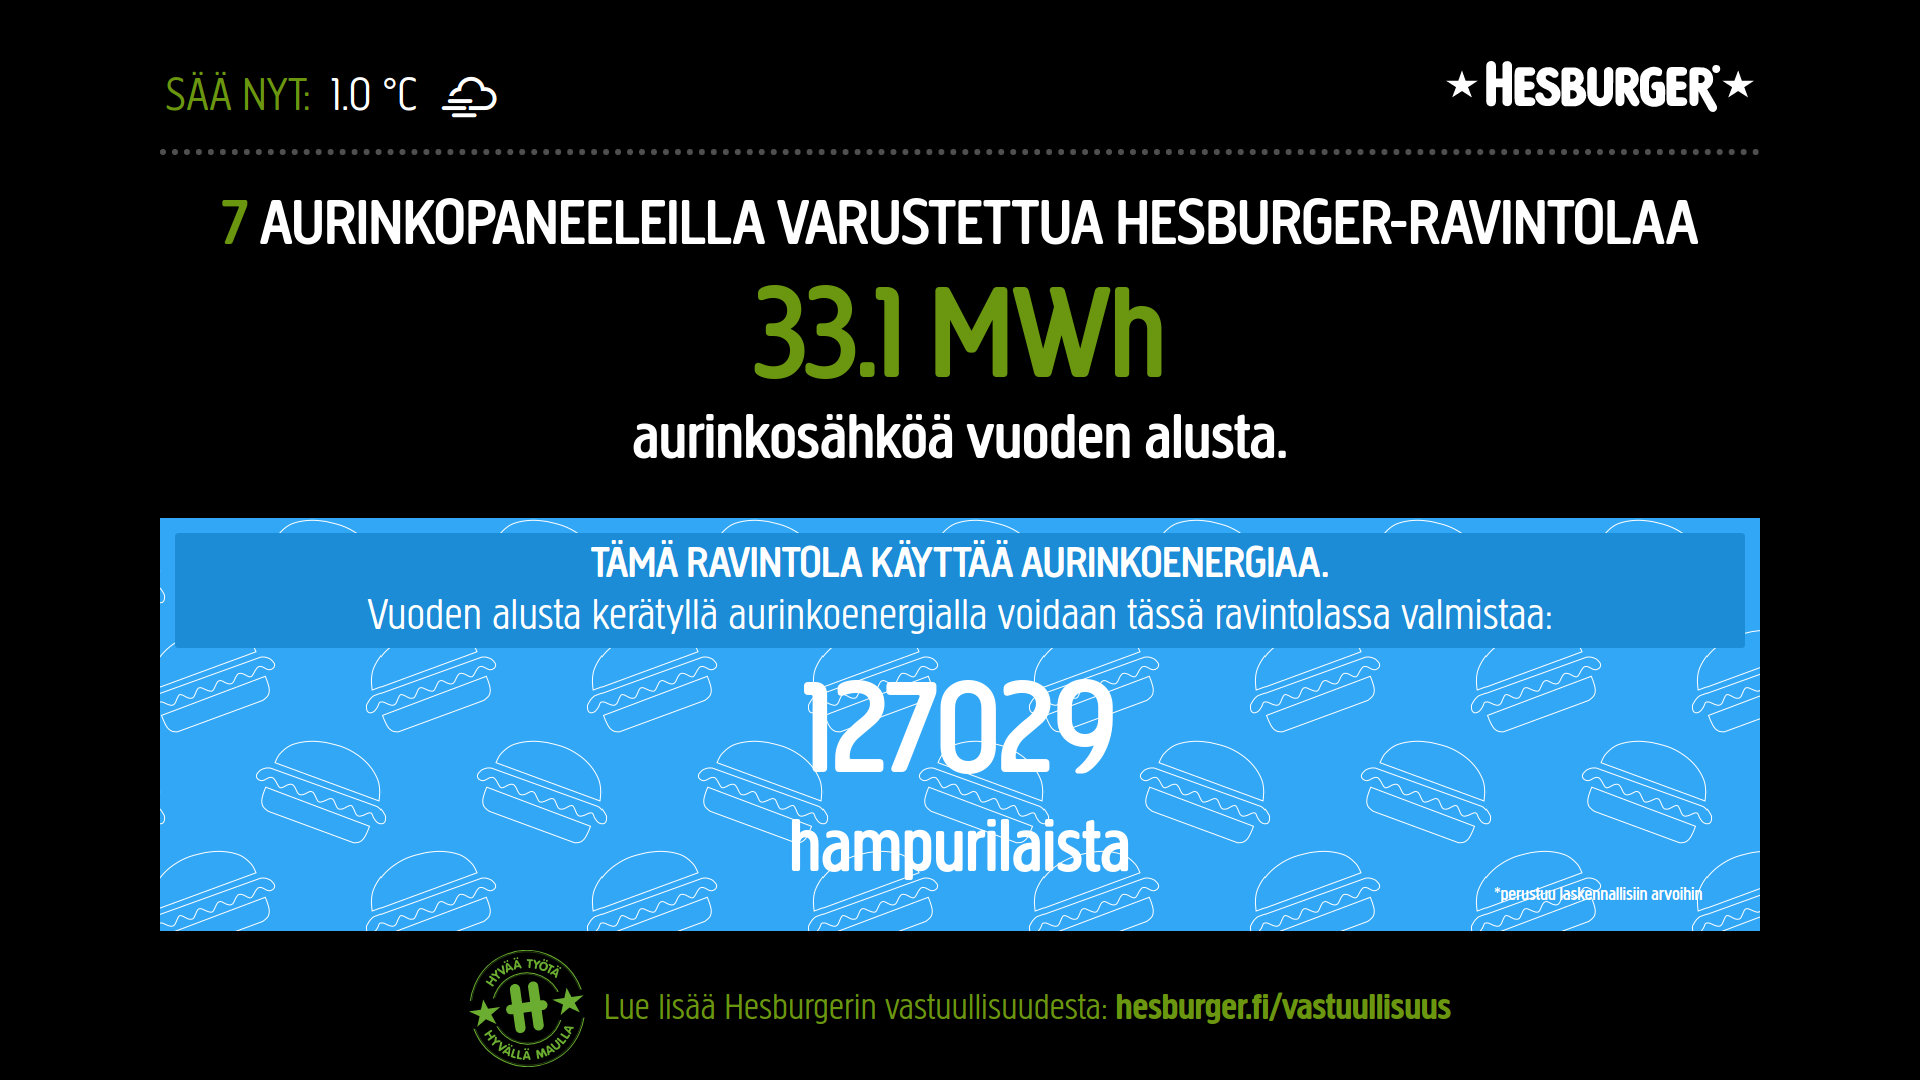 SÄÄ NYT: 1.0 °C
HESBURGER
7 AURINKOPANEELEILLA VARUSTETTUA HESBURGER-RAVINTOLAA
33.1 MWh
aurinkosähköä vuoden alusta.
TÄMÄ RAVINTOLA KÄYTTÄÄ AURINKOENERGIAA.
Vuoden alusta kerätyllä aurinkoenergialla voidaan tässä ravintolassa valmistaa:
127029
hampurilaista
*perustuu laskennallisiin arvoihin
HYVÄÄ TYÖTÄ
H
HYVÄLLÄ MAULLA
Lue lisää Hesburgerin vastuullisuudesta: hesburger.fi/vastuullisuus